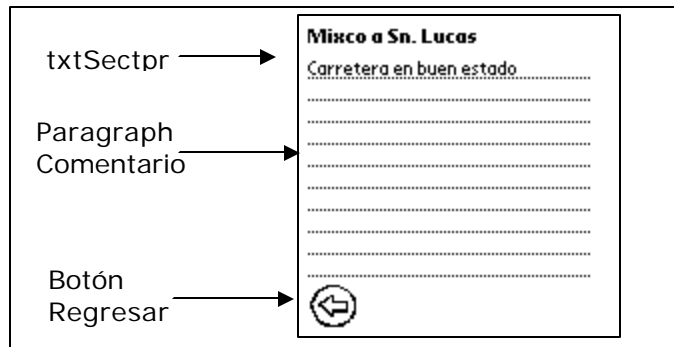 Mixco a Sn. Lucas
txtSectpr
Carretera en buen estado
Paragraph
Comentario
Botón
Regresar